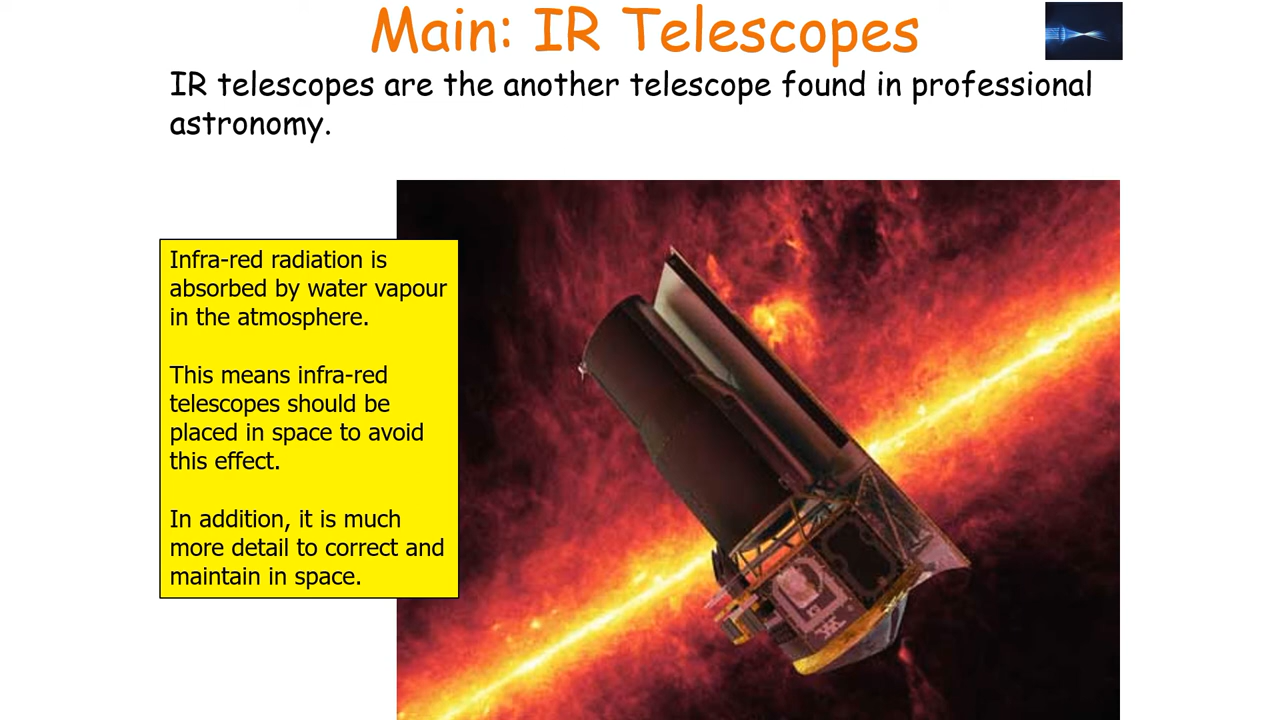 Main: IR Telescopes
IR telescopes are the another telescope found in professional
astronomy.
Infra-red radiation is
absorbed by water vapour
in the atmosphere.
This means infra-red
telescopes should be
placed in space to avoid
this effect.
In addition, it is much
more detail to correct and
maintain in space.